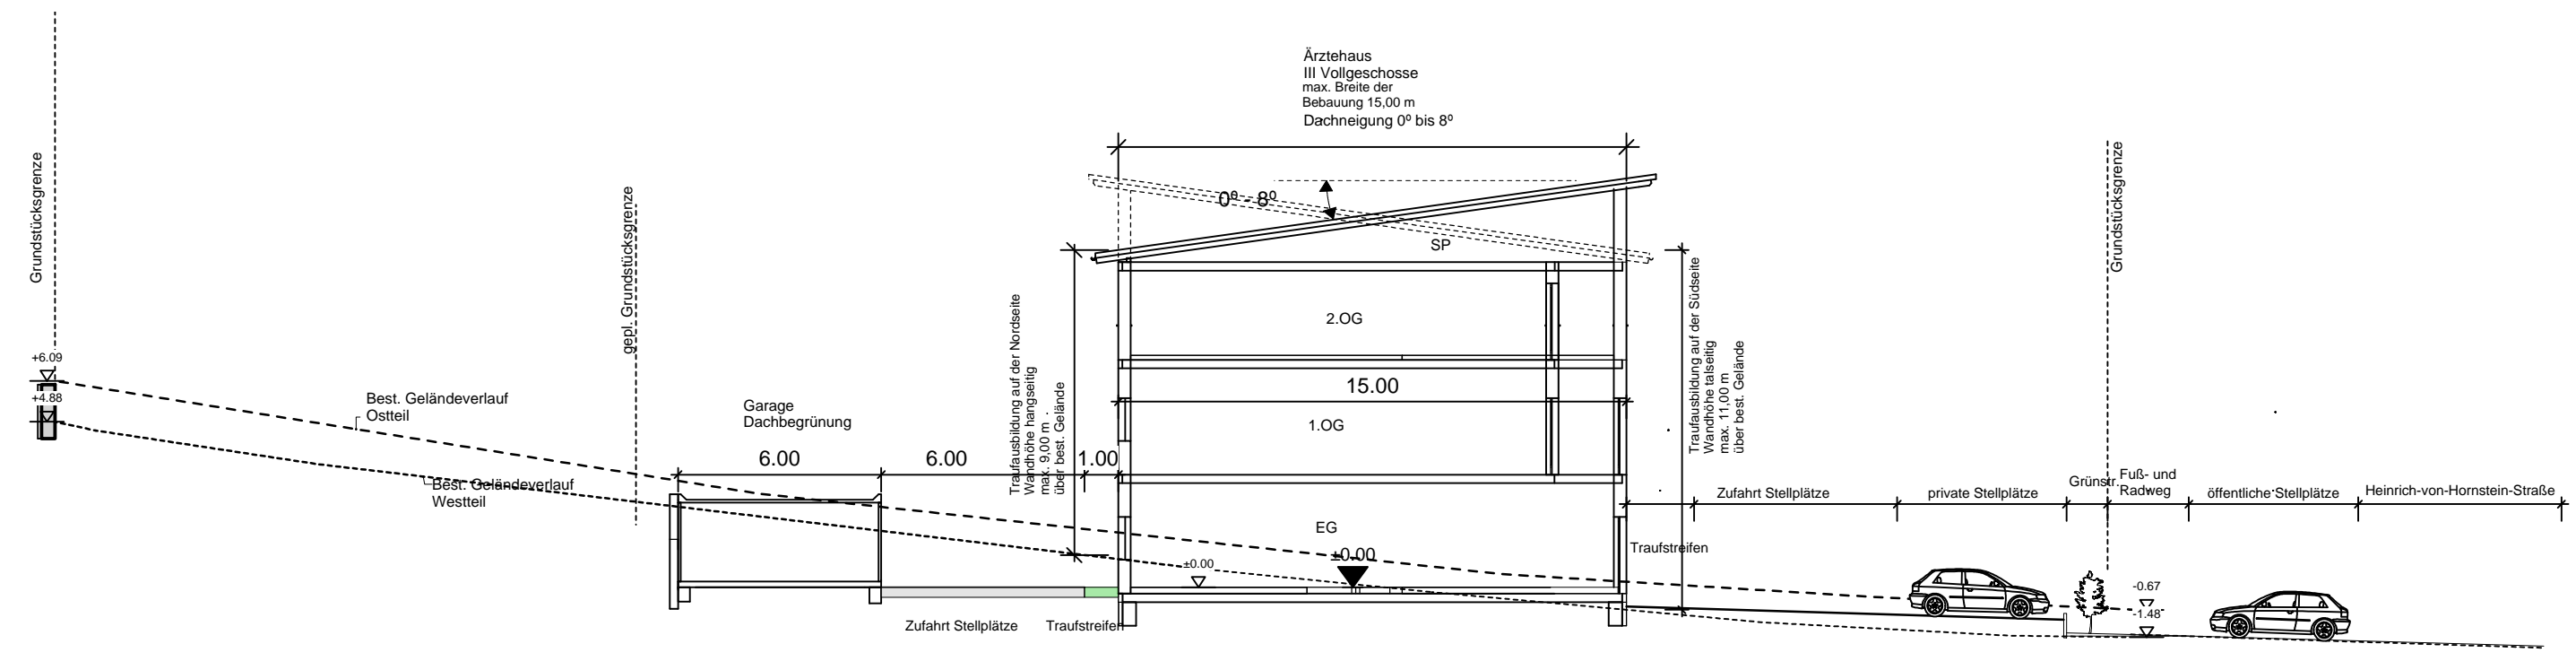 Ärztehaus
III Vollgeschosse
max. Breite der
Bebauung 15,00 m
Dachneigung 0º bis 8º
Grundstücksgrenze
gepl. Grundstücksgrenze
Grundstücksgrenze
0º - 8º
SP
2.OG
15.00
1.OG
EG
±0.00
±0.00
+6.09
+4.88
Best. Geländeverlauf
Ostteil
Best. Geländeverlauf
Westteil
Garage
Dachbegrünung
6.00
6.00
1.00
Traufausbildung auf der Nordseite
Wandhöhe hangseitig
max. 9,00 m .
über best. Gelände
Traufausbildung auf der Südseite
Wandhöhe talseitig
max. 11,00 m
über best. Gelände
Zufahrt Stellplätze
private Stellplätze
Grünstr.
Fuß- und
Radweg
öffentliche Stellplätze
Heinrich-von-Hornstein-Straße
Traufstreifen
-0.67
-1.48
Zufahrt Stellplätze
Traufstreifen